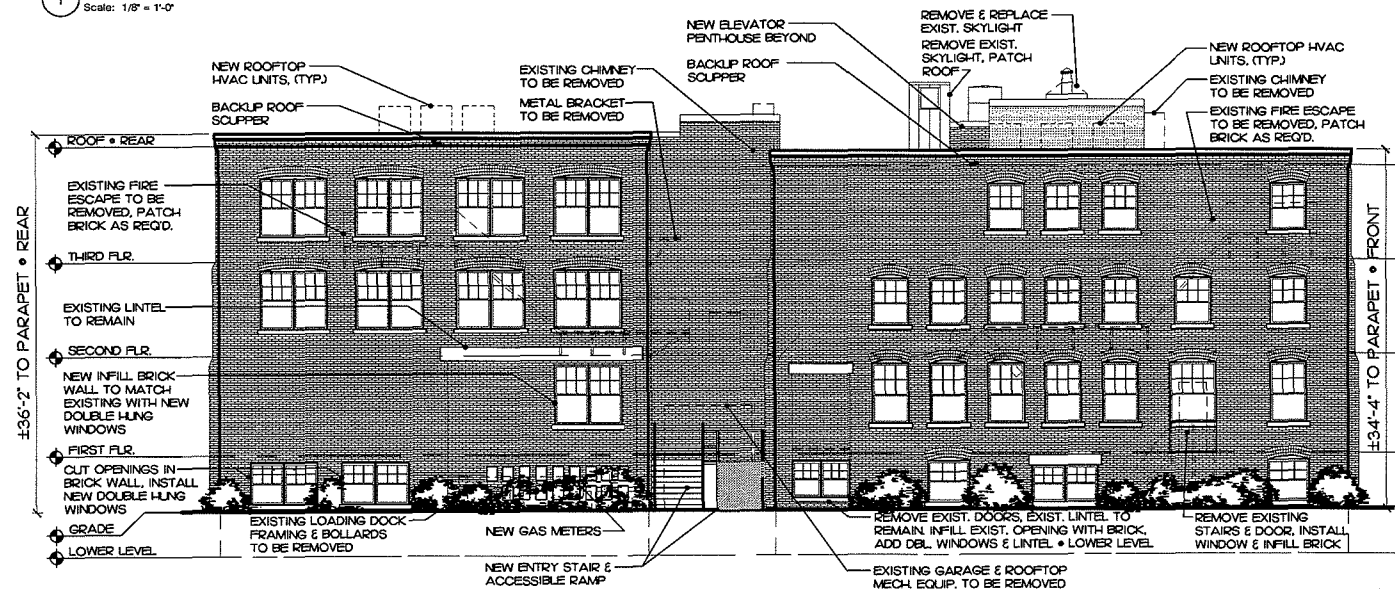 1
Scale: 1/8" = 1'-0"
NEW ROOFTOP
HVAC UNITS, (TYP.)
BACKUP ROOF
SCUPPER
EXISTING CHIMNEY
TO BE REMOVED
METAL BRACKET
TO BE REMOVED
NEW ELEVATOR
PENTHOUSE BEYOND
BACKUP ROOF
SCUPPER
REMOVE & REPLACE
EXIST. SKYLIGHT
REMOVE EXIST.
SKYLIGHT, PATCH
ROOF
NEW ROOFTOP HVAC
UNITS, (TYP.)
EXISTING CHIMNEY
TO BE REMOVED
EXISTING FIRE ESCAPE
TO BE REMOVED, PATCH
BRICK AS REQ'D.
ROOF @ REAR
EXISTING FIRE
ESCAPE TO BE
REMOVED, PATCH
BRICK AS REQ'D.
THIRD FLR.
EXISTING LINTEL
TO REMAIN
SECOND FLR.
NEW INFILL BRICK
WALL TO MATCH
EXISTING WITH NEW
DOUBLE HUNG
WINDOWS
FIRST FLR.
CUT OPENINGS IN
BRICK WALL, INSTALL
NEW DOUBLE HUNG
WINDOWS
GRADE
LOWER LEVEL
±36'-2" TO PARAPET @ REAR
±34'-4" TO PARAPET @ FRONT
EXISTING LOADING DOCK
FRAMING & BOLLARDS
TO BE REMOVED
NEW GAS METERS
NEW ENTRY STAIR &
ACCESSIBLE RAMP
REMOVE EXIST. DOORS, EXIST. LINTEL TO
REMAIN. INFILL EXIST. OPENING WITH BRICK,
ADD DBL. WINDOWS & LINTEL @ LOWER LEVEL
EXISTING GARAGE & ROOFTOP
MECH. EQUIP. TO BE REMOVED
REMOVE EXISTING
STAIRS & DOOR, INSTALL
WINDOW & INFILL BRICK